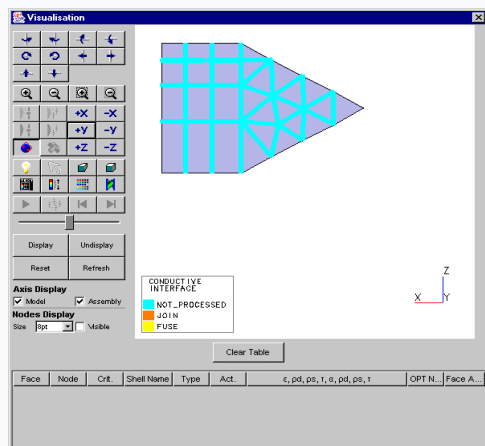 Visualisation
+X -X
+Y -Y
+Z -Z
Display Undisplay
Reset Refresh
Axis Display
Model Assembly
Nodes Display
Size 8pt Visible
CONDUCTIVE
INTERFACE
NOT_PROCESSED
JOIN
FUSE
Z
X Y
Clear Table
Face Node Crit. Shell Name Type Act. ε, ρd, ρs, τ, α, ρd, ρs, τ OPT N... Face A...